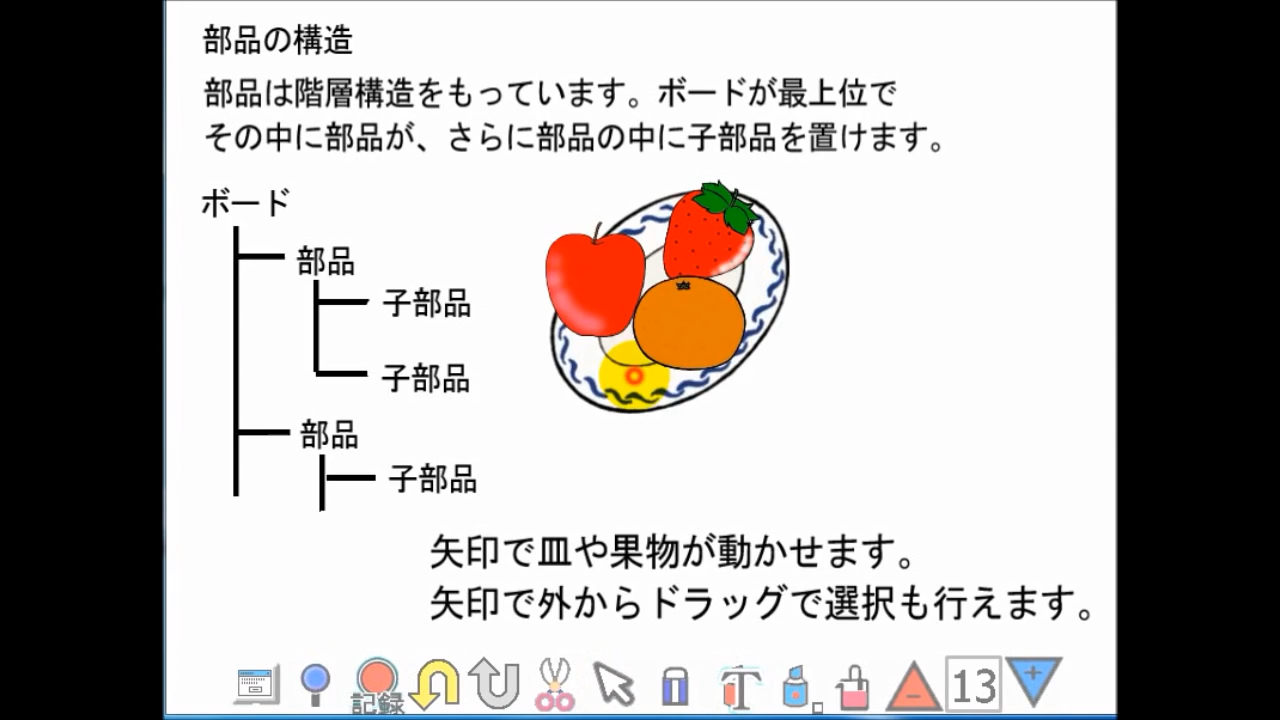 部品の構造
部品は階層構造をもっています。ボードが最上位で
その中に部品が、さらに部品の中に子部品を置けます。
ボード
部品
子部品
子部品
部品
子部品
矢印で皿や果物が動かせます。
矢印で外からドラッグで選択も行えます。
記録
T
13